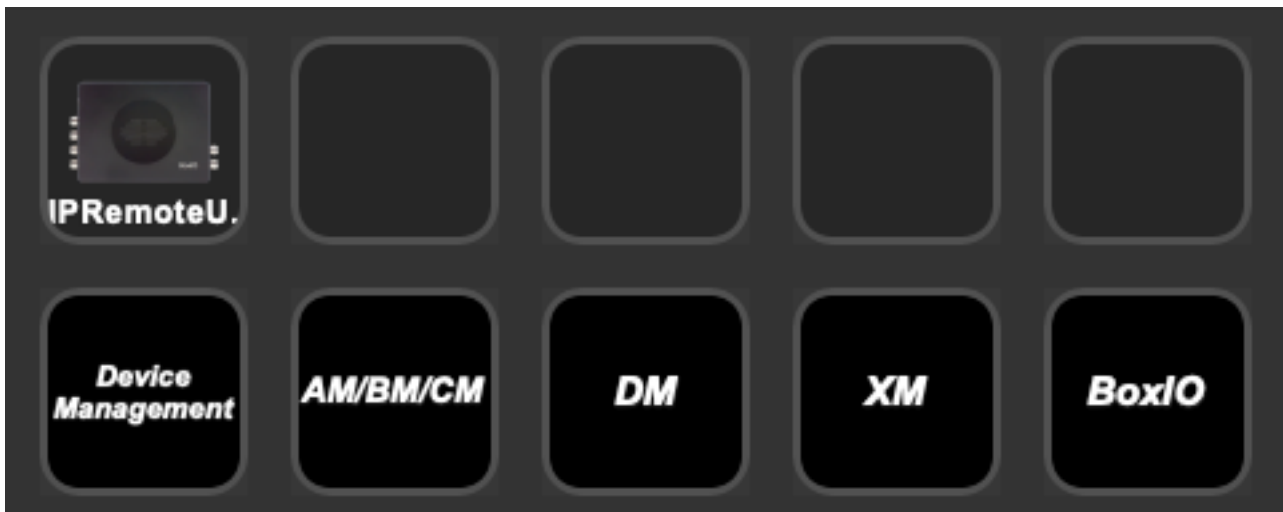 IPRemoteU.
Device
Management
AM/BM/CM
DM
XM
BoxIO